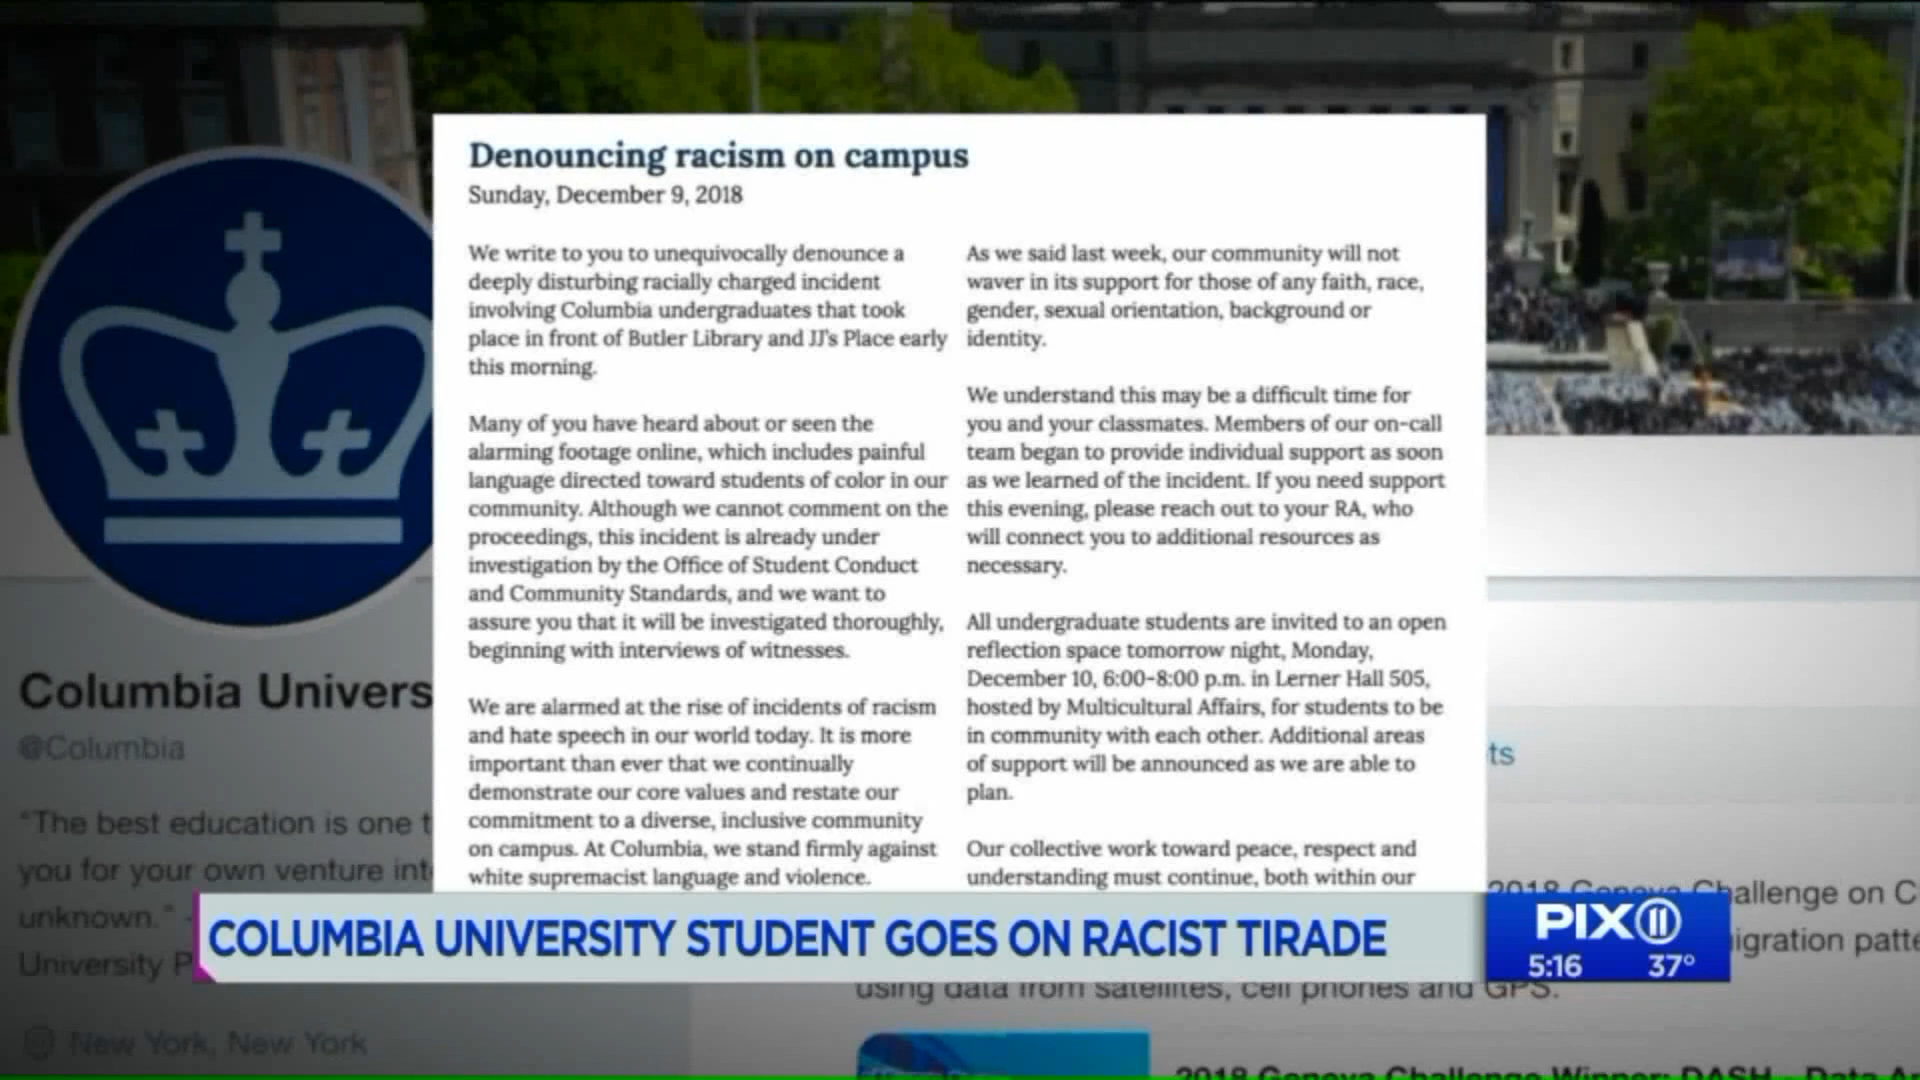 Denouncing racism on campus
Sunday, December 9, 2018
We write to you to unequivocally denounce a
deeply disturbing racially charged incident
involving Columbia undergraduates that took
place in front of Butler Library and JJ's Place early
this morning.
Many of you have heard about or seen the
alarming footage online, which includes painful
language directed toward students of color in our
community. Although we cannot comment on the
proceedings, this incident is already under
investigation by the Office of Student Conduct
and Community Standards, and we want to
assure you that it will be investigated thoroughly,
beginning with interviews of witnesses.
We are alarmed at the rise of incidents of racism
and hate speech in our world today. It is more
important than ever that we continually
demonstrate our core values and restate our
commitment to a diverse, inclusive community
on campus. At Columbia, we stand firmly against
white supremacist language and violence.
As we said last week, our community will not
waver in its support for those of any faith, race,
gender, sexual orientation, background or
identity.
We understand this may be a difficult time for
you and your classmates. Members of our on-call
team began to provide individual support as soon
as we learned of the incident. If you need support
this evening, please reach out to your RA, who
will connect you to additional resources as
necessary.
All undergraduate students are invited to an open
reflection space tomorrow night, Monday,
December 10, 6:00-8:00 p.m. in Lerner Hall 505,
hosted by Multicultural Affairs, for students to be
in community with each other. Additional areas
of support will be announced as we are able to
plan.
Our collective work toward peace, respect and
understanding must continue, both within our
Columbia Univers
@Columbia
"The best education is one t
you for your own venture int
unknown." -
University P
New York, New York
ts
2018 Geneva Challenge on C
igration patte
using data from satellites, cell phones and GPS.
2018 Geneva Challenge Winner: DASH - Data An
COLUMBIA UNIVERSITY STUDENT GOES ON RACIST TIRADE
PIX11
5:16 37°